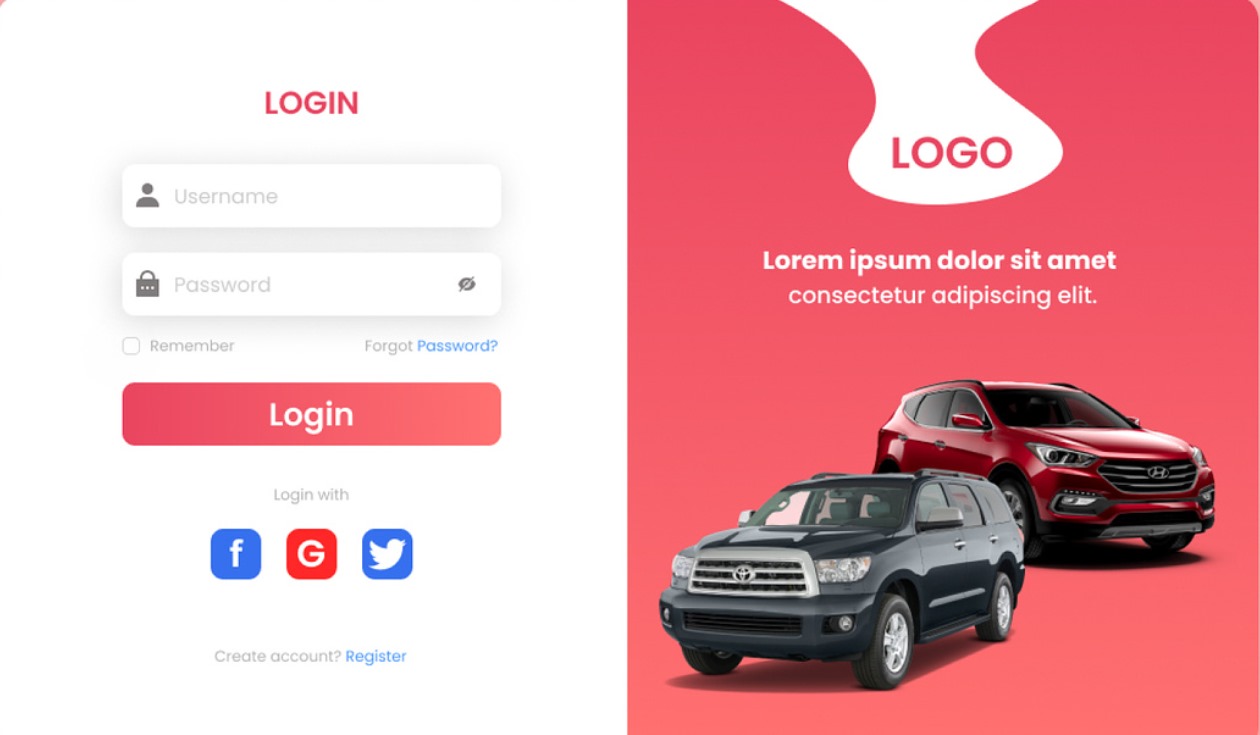 LOGIN
Username
Password
Remember
Forgot Password?
Login
Login with
f
G
Create account? Register
LOGO
Lorem ipsum dolor sit amet
consectetur adipiscing elit.